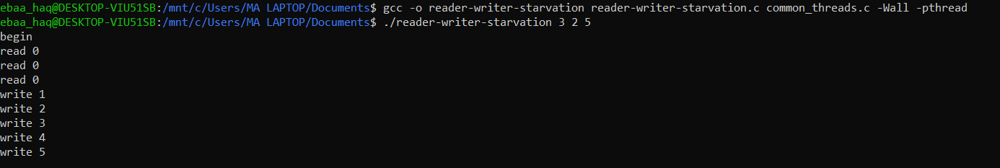 ebaa_haq@DESKTOP-VIU51SB:/mnt/c/Users/MA LAPTOP/Documents$ gcc -o reader-writer-starvation reader-writer-starvation.c common_threads.c -Wall -pthread
ebaa_haq@DESKTOP-VIU51SB:/mnt/c/Users/MA LAPTOP/Documents$ ./reader-writer-starvation 3 2 5
begin
read 0
read 0
read 0
write 1
write 2
write 3
write 4
write 5